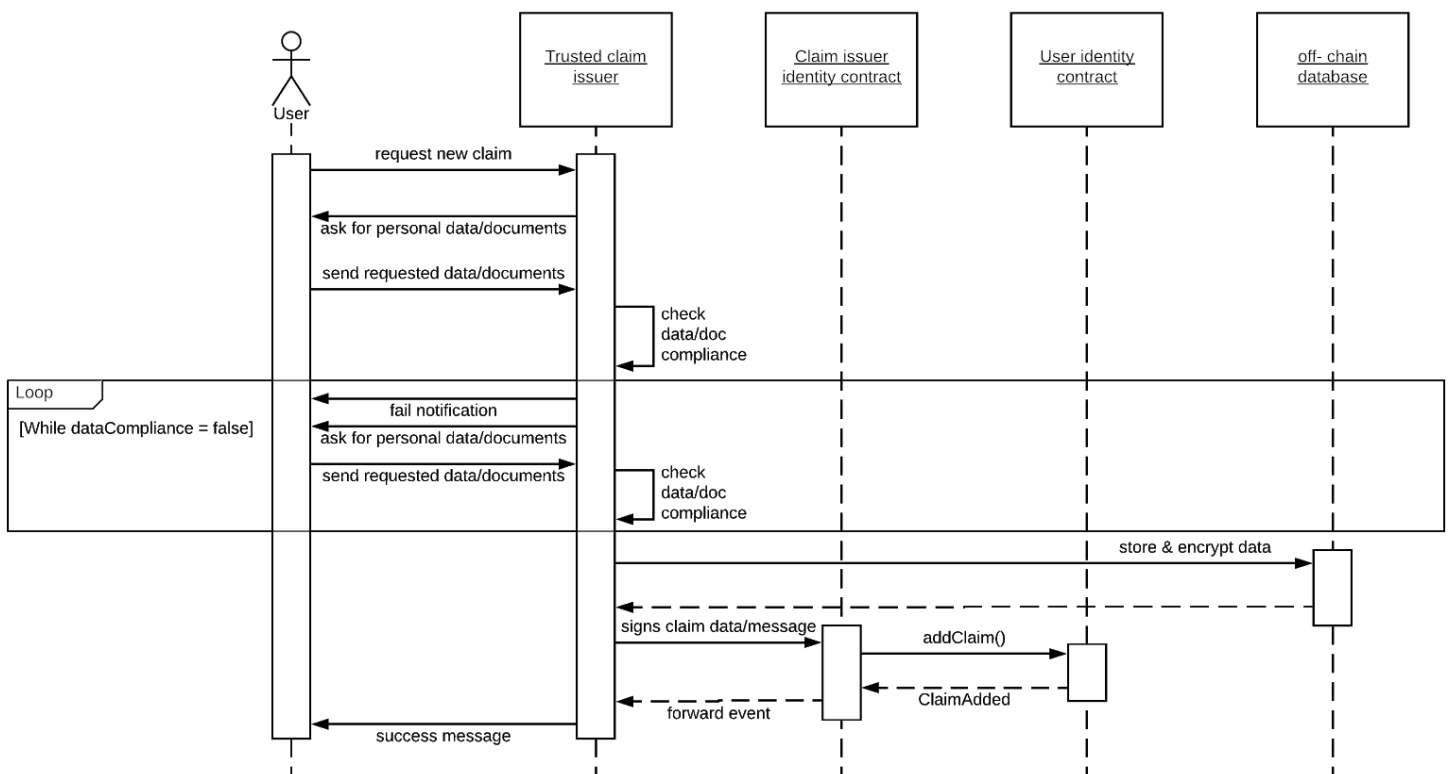 User
Trusted claim
issuer
Claim issuer
identity contract
User identity
contract
off- chain
database
request new claim
ask for personal data/documents
send requested data/documents
check
data/doc
compliance
Loop
[While dataCompliance = false]
fail notification
ask for personal data/documents
send requested data/documents
check
data/doc
compliance
store & encrypt data
signs claim data/message
addClaim()
ClaimAdded
forward event
success message